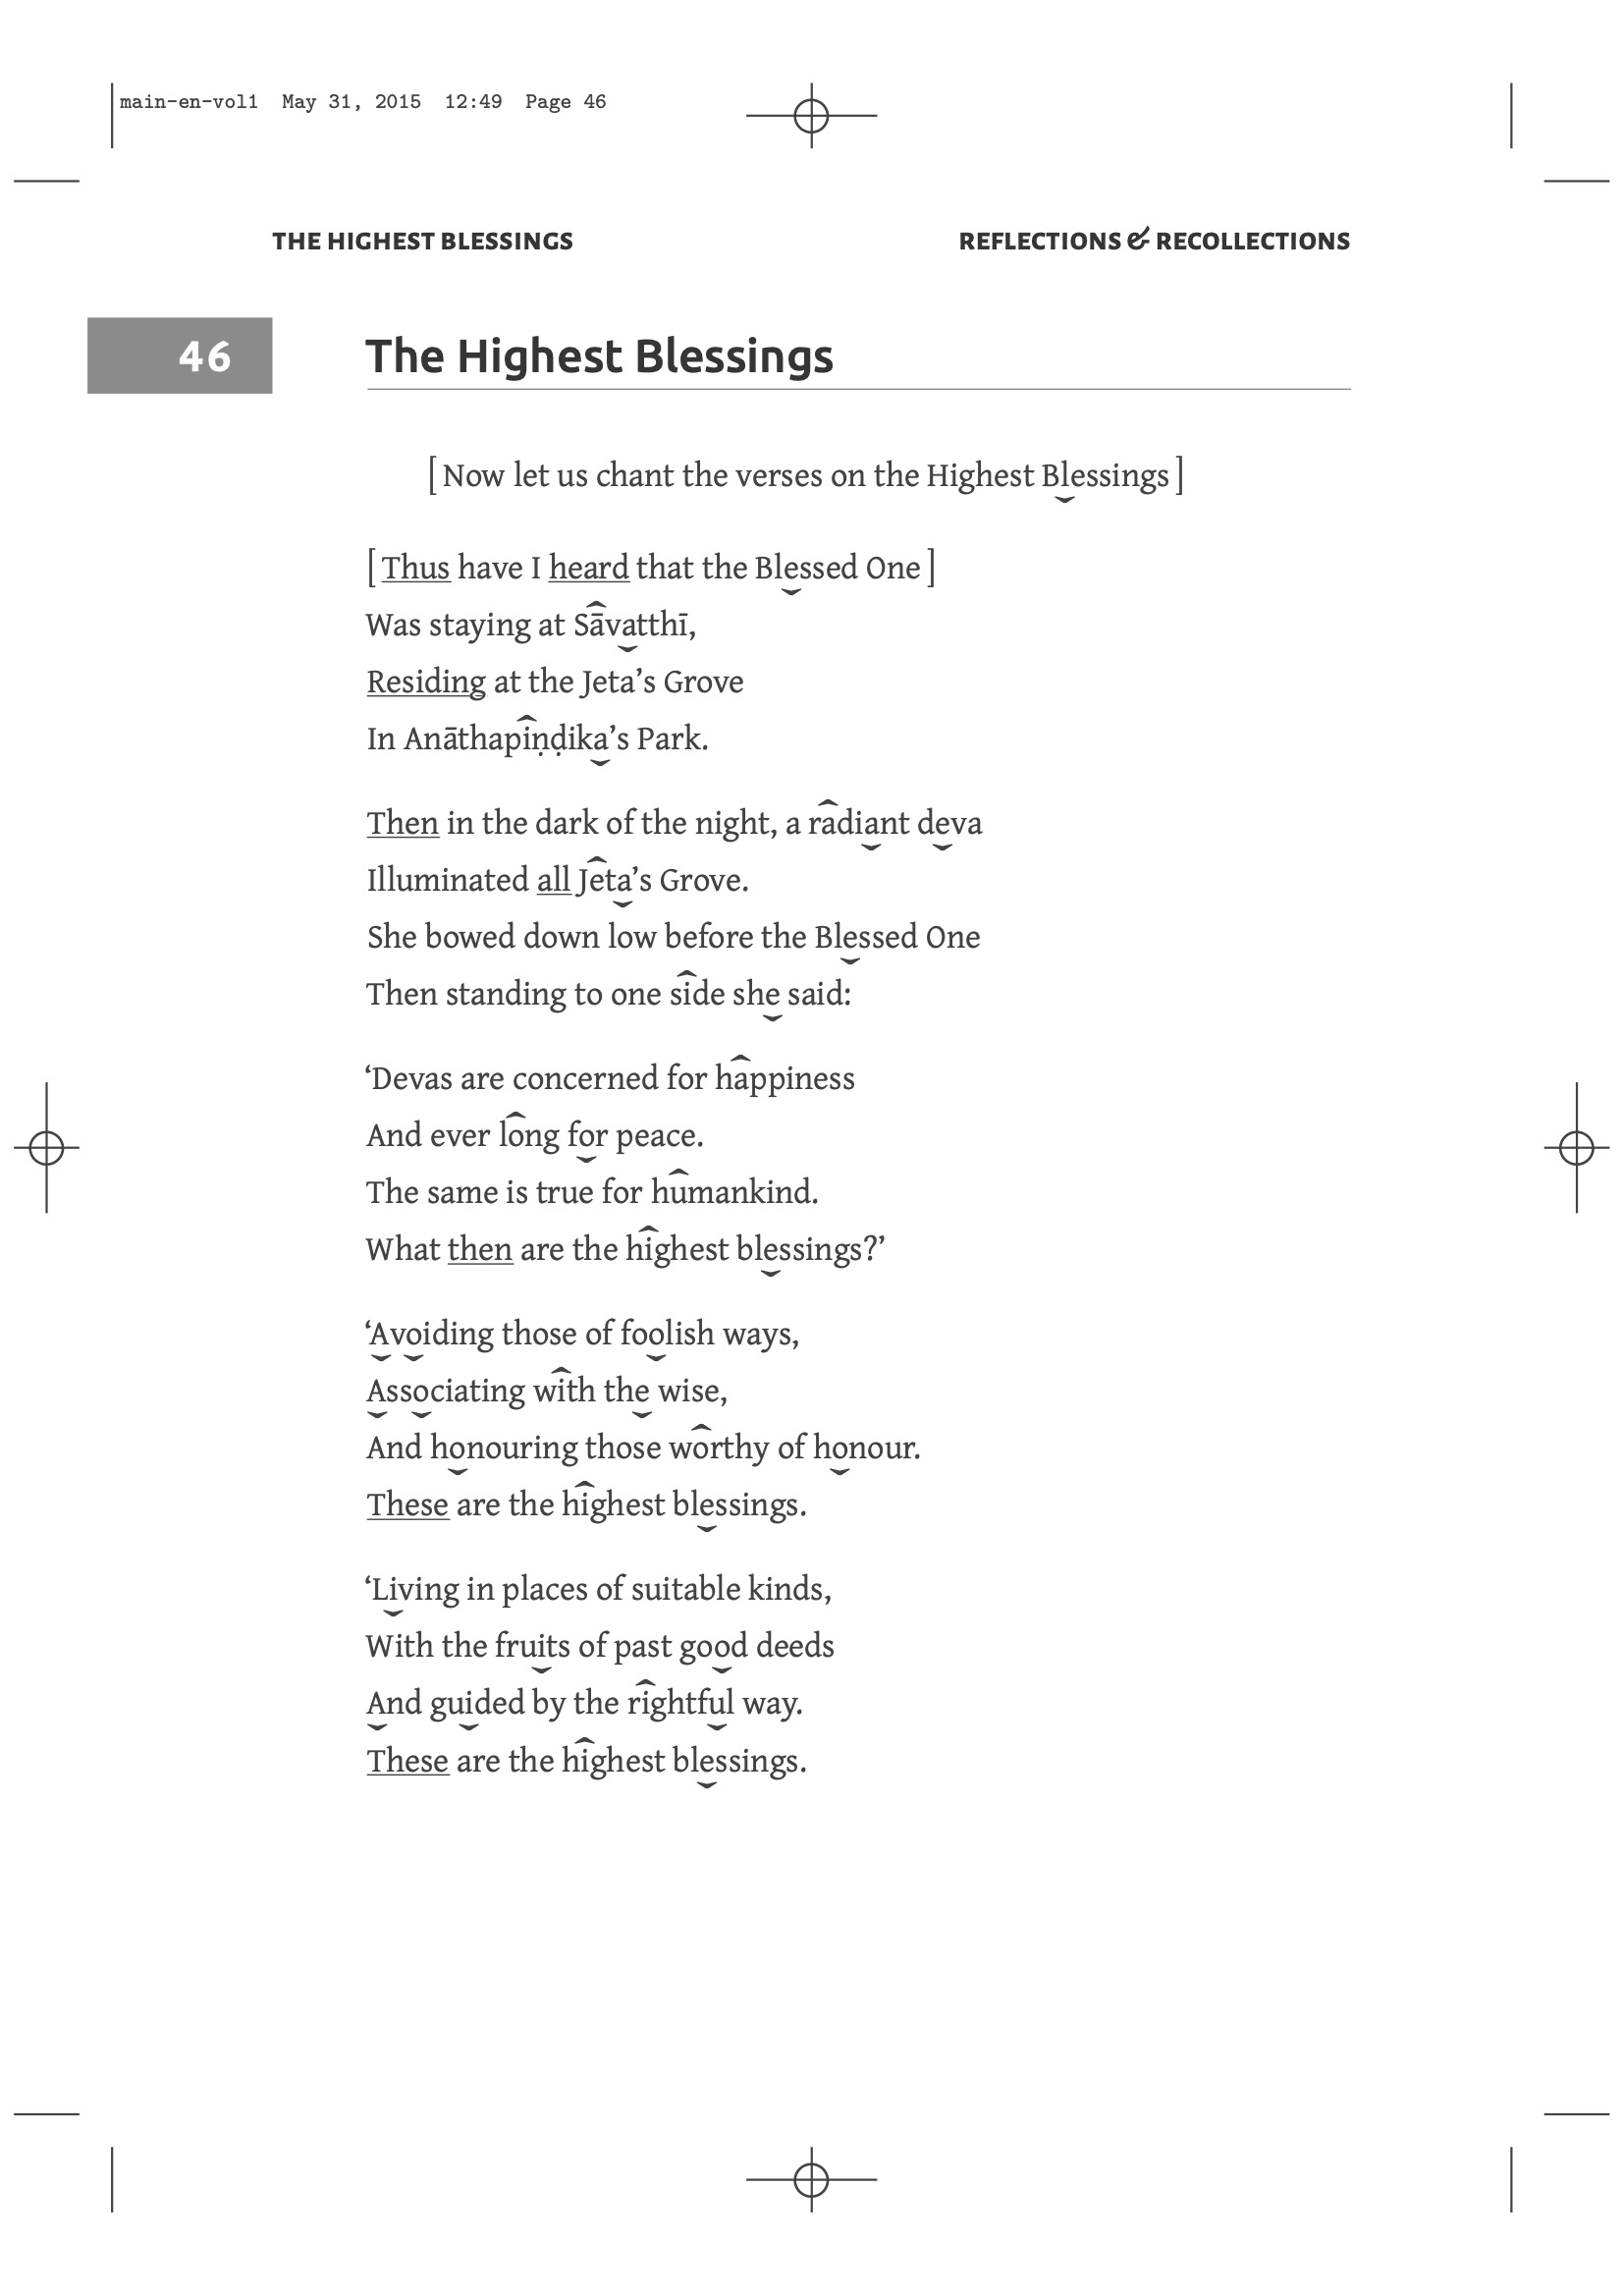 main-en-vol1 May 31, 2015 12:49 Page 46
THE HIGHEST BLESSINGS REFLECTIONS & RECOLLECTIONS
46 The Highest Blessings
[ Now let us chant the verses on the Highest Blessings ]
[ Thus have I heard that the Blessed One ]
Was staying at Sāvatthī,
Residing at the Jeta’s Grove
In Anāthapiṇḍika’s Park.
Then in the dark of the night, a radiant deva
Illuminated all Jeta’s Grove.
She bowed down low before the Blessed One
Then standing to one side she said:
‘Devas are concerned for happiness
And ever long for peace.
The same is true for humankind.
What then are the highest blessings?’
‘Avoiding those of foolish ways,
Associating with the wise,
And honouring those worthy of honour.
These are the highest blessings.
‘Living in places of suitable kinds,
With the fruits of past good deeds
And guided by the rightful way.
These are the highest blessings.